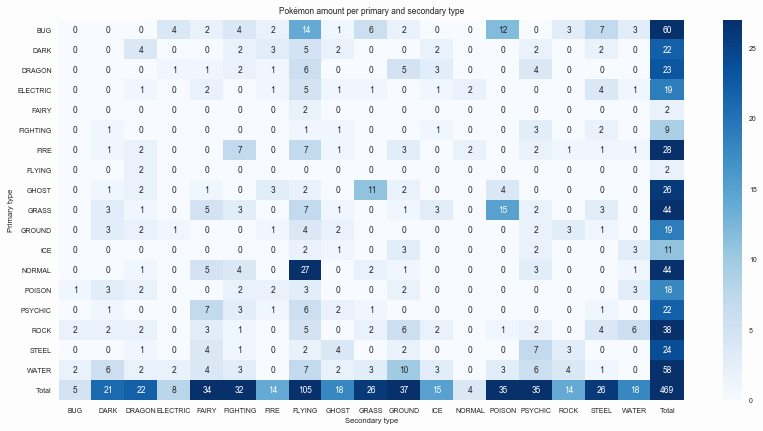 Pokémon amount per primary and secondary type
BUG 0 0 0 4 2 4 2 14 1 6 2 0 0 12 0 3 7 3 60
DARK 0 0 4 0 0 2 3 5 2 0 0 2 0 0 2 0 2 0 22
DRAGON 0 0 0 1 1 2 1 6 0 0 5 3 0 0 4 0 0 0 23
ELECTRIC 0 0 1 0 2 0 1 5 1 1 0 1 2 0 0 0 4 1 19
FAIRY 0 0 0 0 0 0 0 2 0 0 0 0 0 0 0 0 0 0 2
FIGHTING 0 1 0 0 0 0 0 1 1 0 0 1 0 0 3 0 2 0 9
FIRE 0 1 2 0 0 7 0 7 1 0 3 0 2 0 2 1 1 1 28
FLYING 0 0 2 0 0 0 0 0 0 0 0 0 0 0 0 0 0 0 2
GHOST 0 1 2 0 1 0 3 2 0 11 2 0 0 4 0 0 0 0 26
GRASS 0 3 1 0 5 3 0 7 1 0 1 3 0 15 2 0 3 0 44
GROUND 0 3 2 1 0 0 1 4 2 0 0 0 0 0 2 3 1 0 19
ICE 0 0 0 0 0 0 0 2 1 0 3 0 0 0 2 0 0 3 11
NORMAL 0 0 1 0 5 4 0 27 0 2 1 0 0 0 3 0 0 1 44
POISON 1 3 2 0 0 2 2 3 0 0 2 0 0 0 0 0 0 3 18
PSYCHIC 0 1 0 0 7 3 1 6 2 1 0 0 0 0 0 0 1 0 22
ROCK 2 2 2 0 3 1 0 5 0 2 6 2 0 1 2 0 4 6 38
STEEL 0 0 1 0 4 1 0 2 4 0 2 0 0 0 7 3 0 0 24
WATER 2 6 2 2 4 3 0 7 2 3 10 3 0 3 6 4 1 0 58
Total 5 21 22 8 34 32 14 105 18 26 37 15 4 35 35 14 26 18 469
BUG DARK DRAGON ELECTRIC FAIRY FIGHTING FIRE FLYING GHOST GRASS GROUND ICE NORMAL POISON PSYCHIC ROCK STEEL WATER Total
Secondary type
Primary type
25
20
15
10
5
0